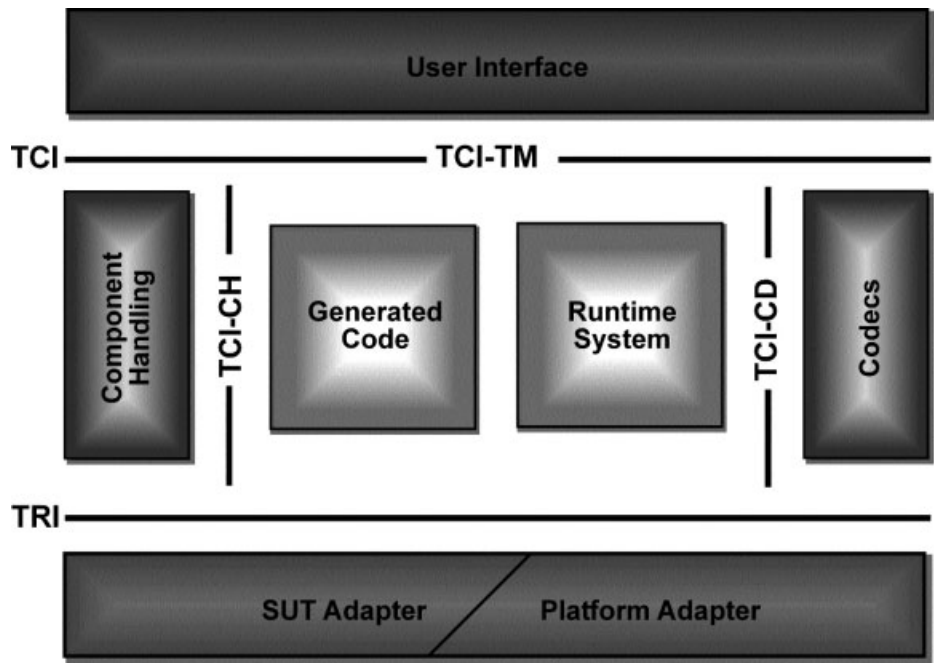 User Interface
TCI
TCI-TM
Component
Handling
TCI-CH
Generated
Code
Runtime
System
TCI-CD
Codecs
TRI
SUT Adapter
Platform Adapter